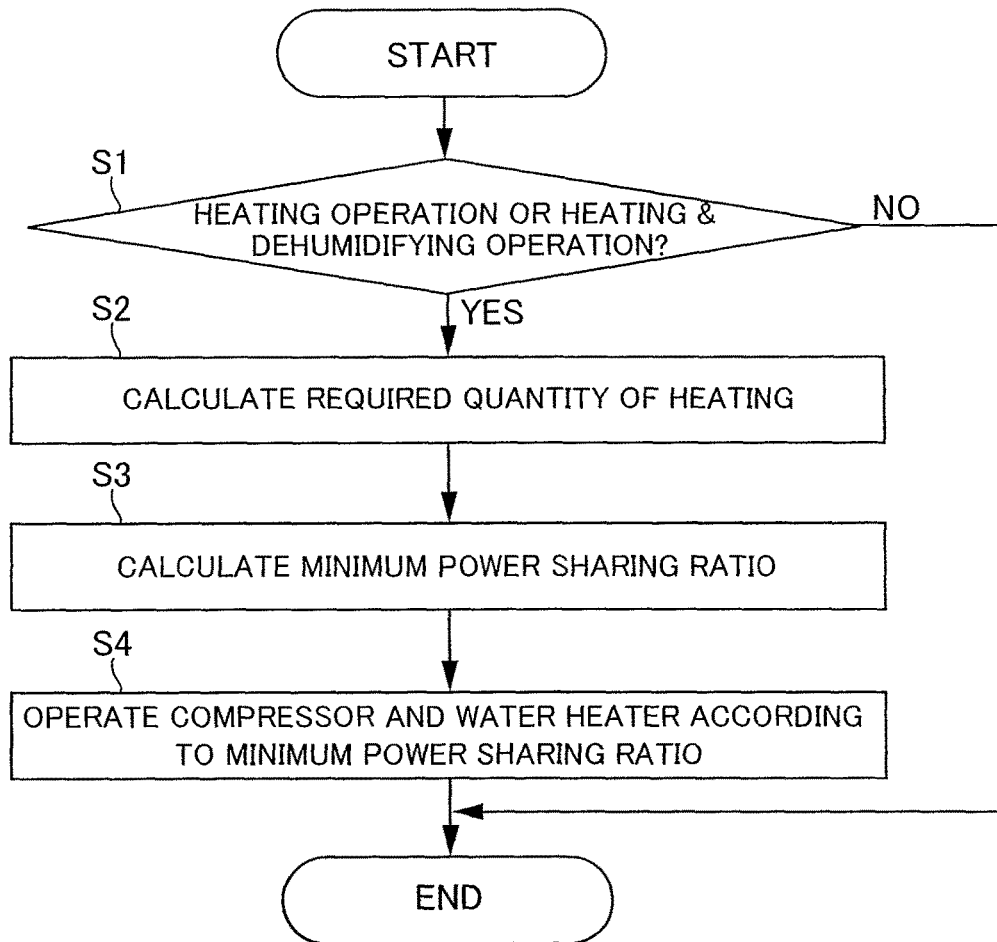 START
S1
HEATING OPERATION OR HEATING &
DEHUMIDIFYING OPERATION?
NO
YES
S2
CALCULATE REQUIRED QUANTITY OF HEATING
S3
CALCULATE MINIMUM POWER SHARING RATIO
S4
OPERATE COMPRESSOR AND WATER HEATER ACCORDING
TO MINIMUM POWER SHARING RATIO
END